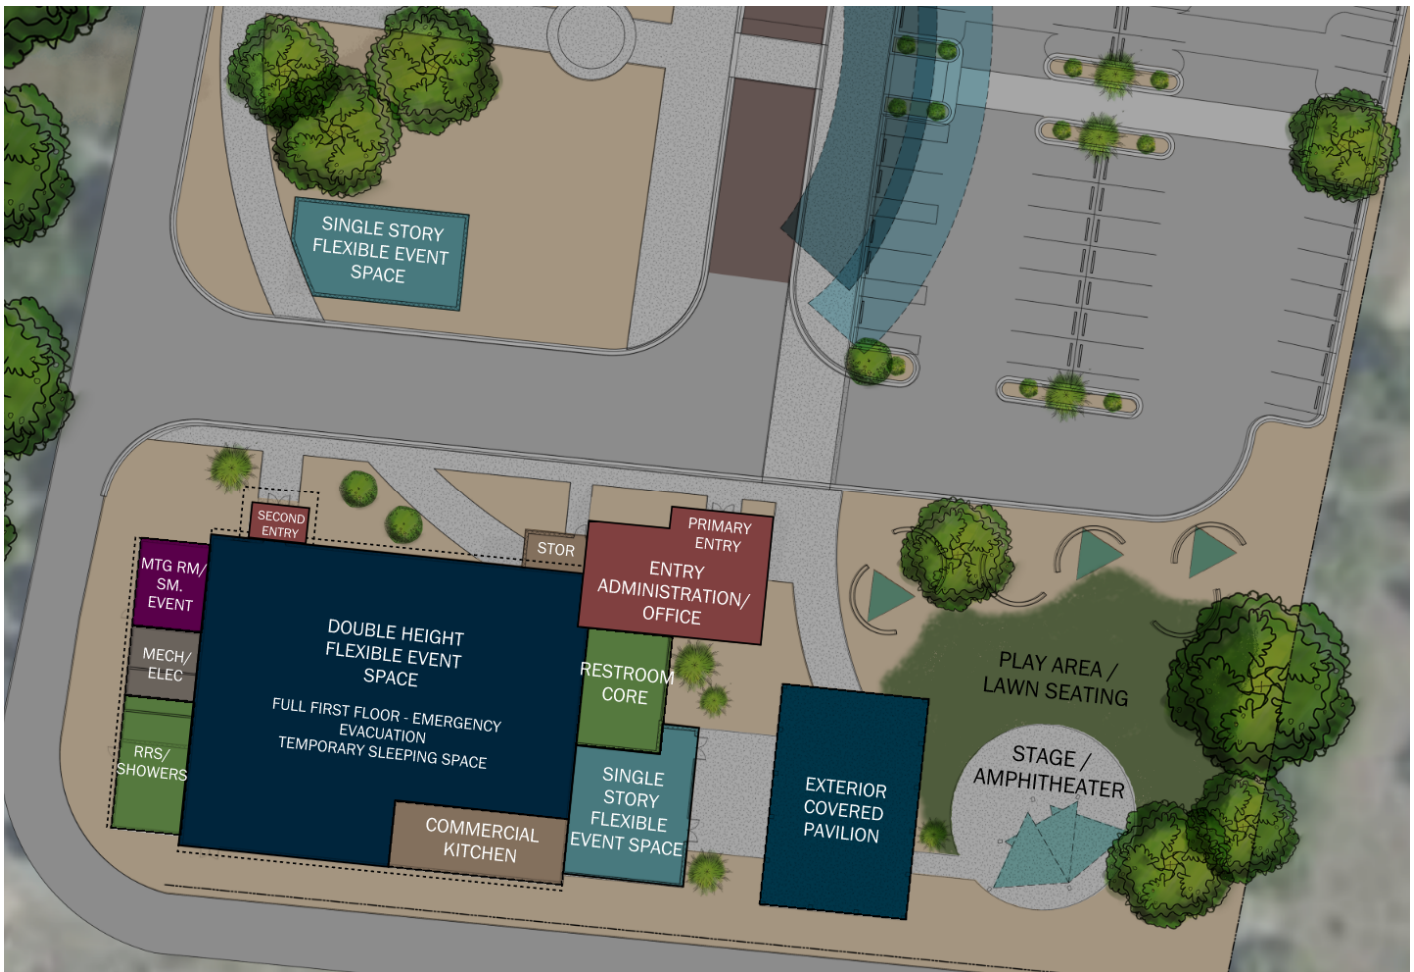 SINGLE STORY
FLEXIBLE EVENT
SPACE
SECOND
ENTRY
STOR
PRIMARY
ENTRY
ENTRY
ADMINISTRATION/
OFFICE
MTG RM/
SM.
EVENT
MECH/
ELEC
RRS/
SHOWERS
DOUBLE HEIGHT
FLEXIBLE EVENT
SPACE
FULL FIRST FLOOR - EMERGENCY
EVACUATION
TEMPORARY SLEEPING SPACE
RESTROOM
CORE
COMMERCIAL
KITCHEN
SINGLE
STORY
FLEXIBLE
EVENT SPACE
EXTERIOR
COVERED
PAVILION
PLAY AREA /
LAWN SEATING
STAGE /
AMPHITHEATER